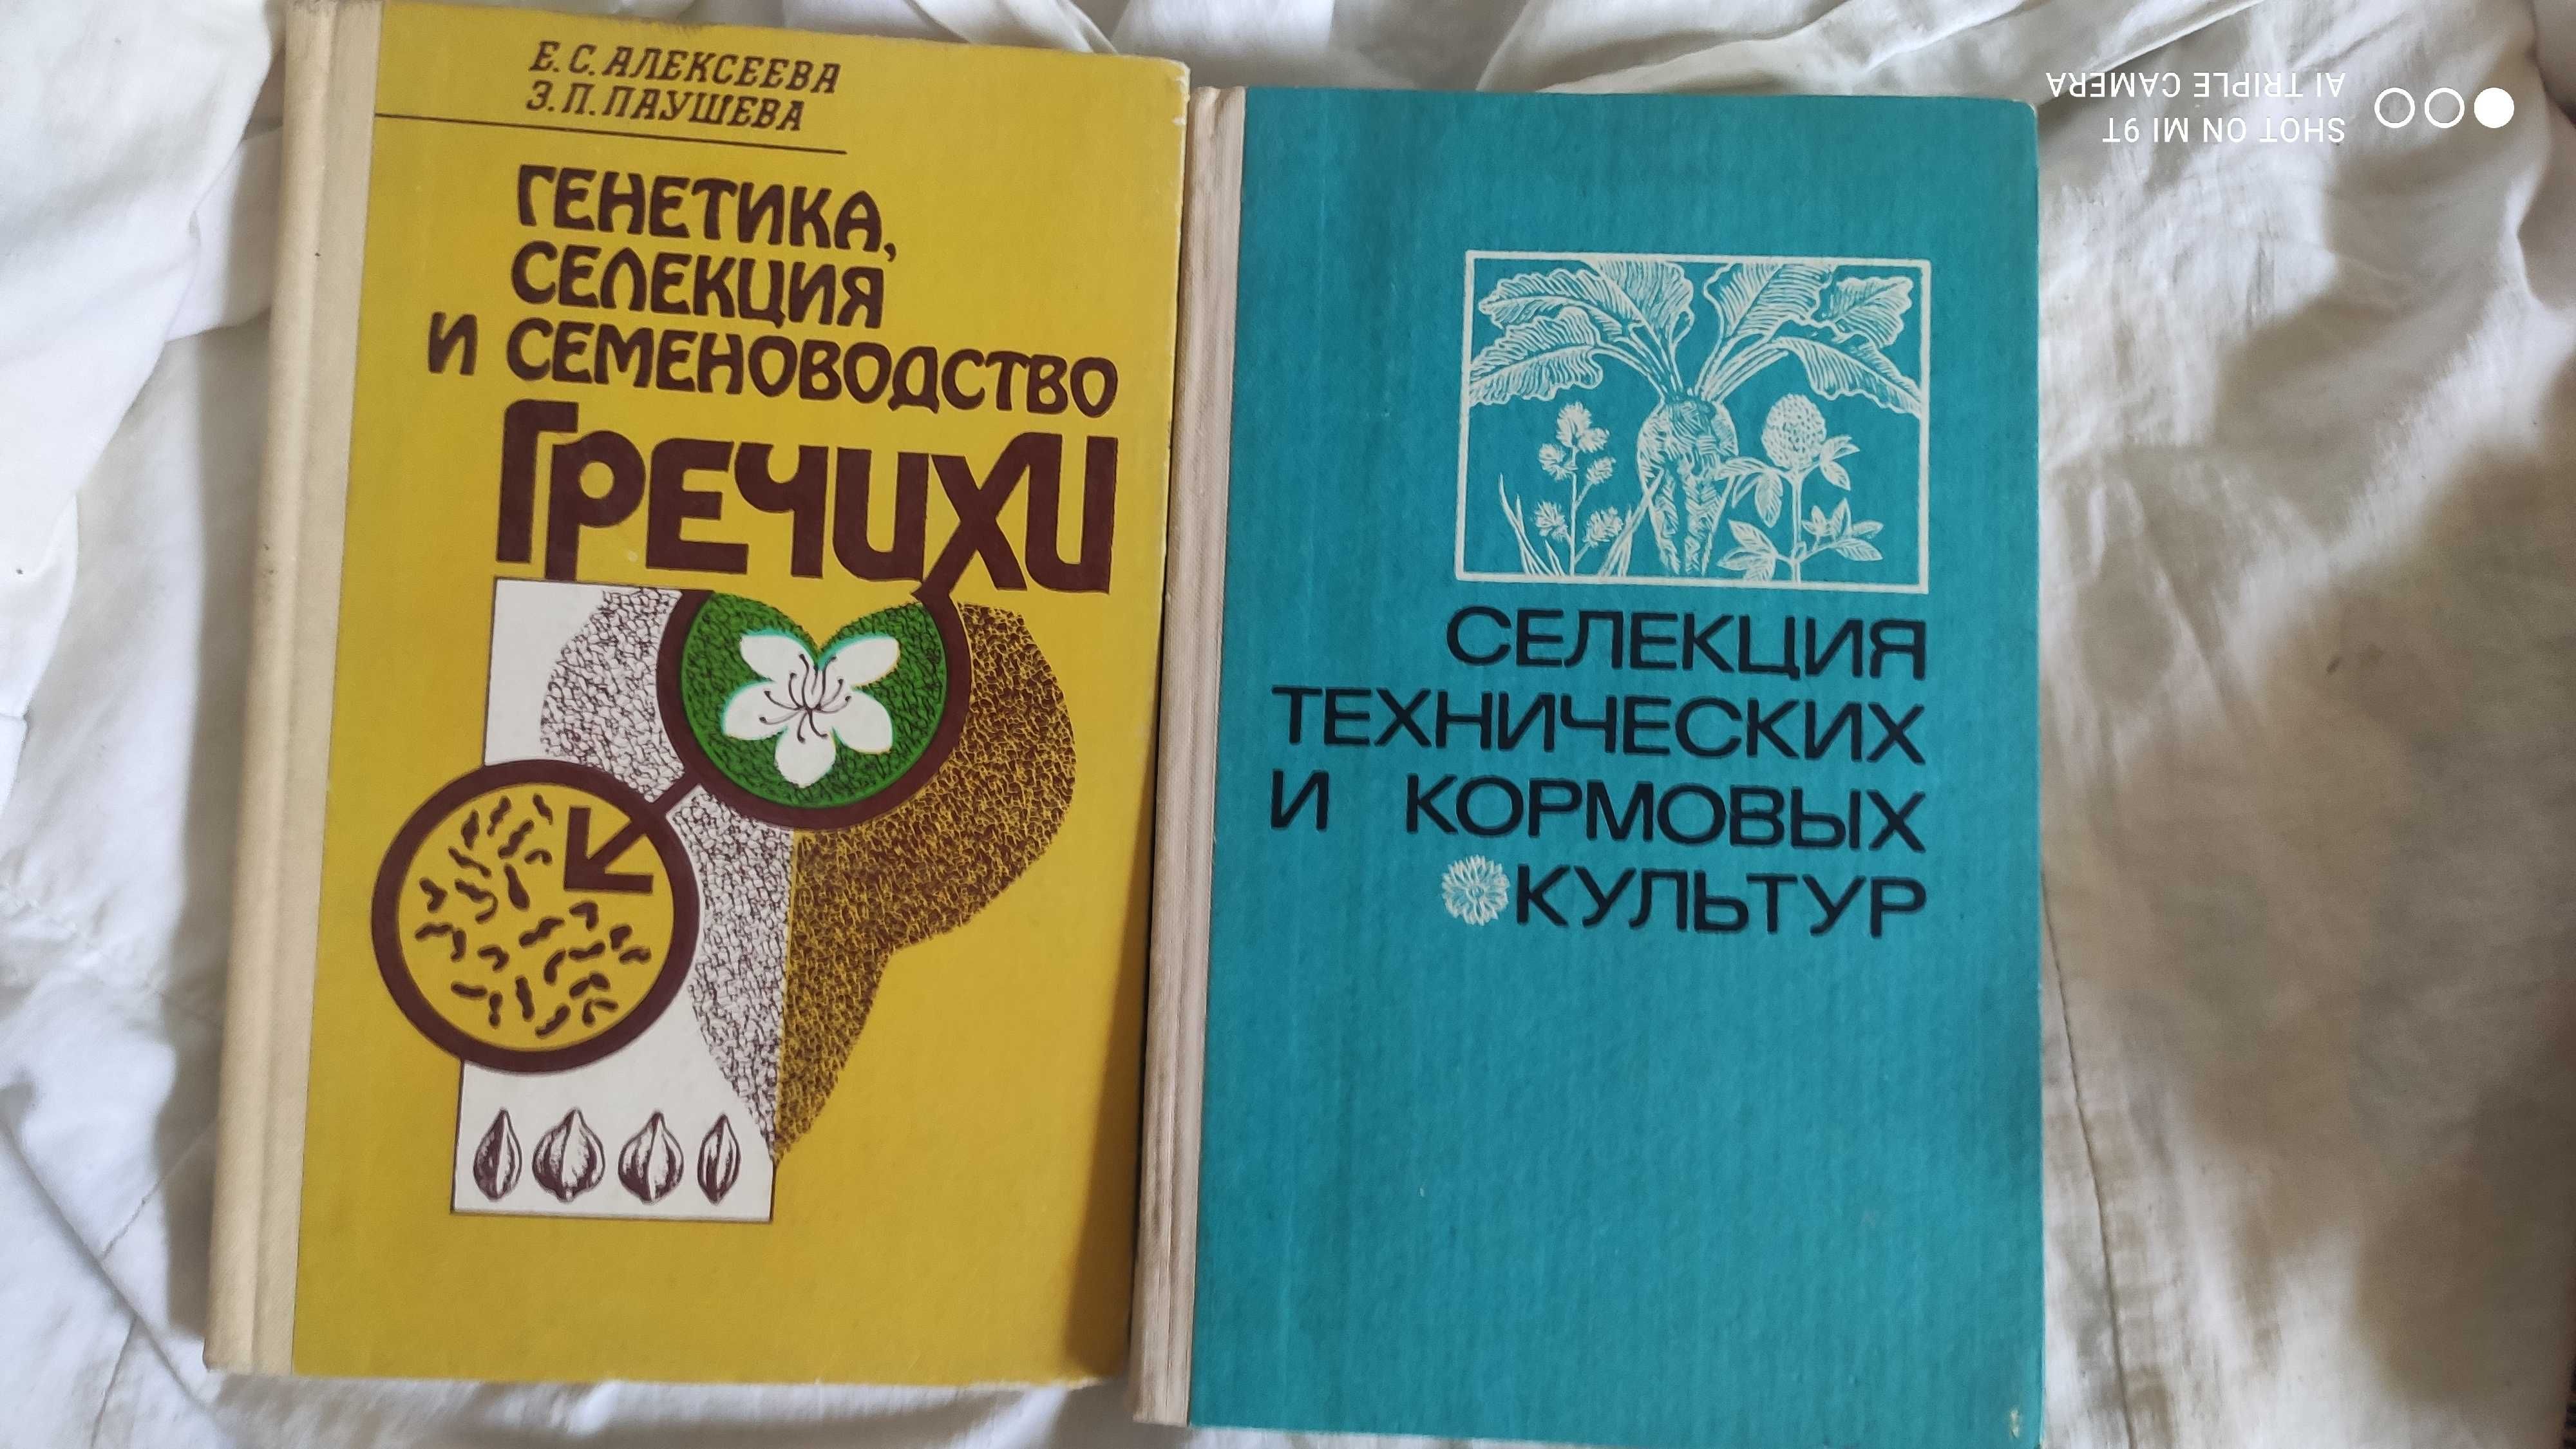 Е. С. АЛЕКСЕЕВА
З. П. ПАУШЕВА
ГЕНЕТИКА,
СЕЛЕКЦИЯ
И СЕМЕНОВОДСТВО
ГРЕЧИХИ
СЕЛЕКЦИЯ
ТЕХНИЧЕСКИХ
И КОРМОВЫХ
КУЛЬТУР
SHOT ON MI 9T
AI TRIPLE CAMERA